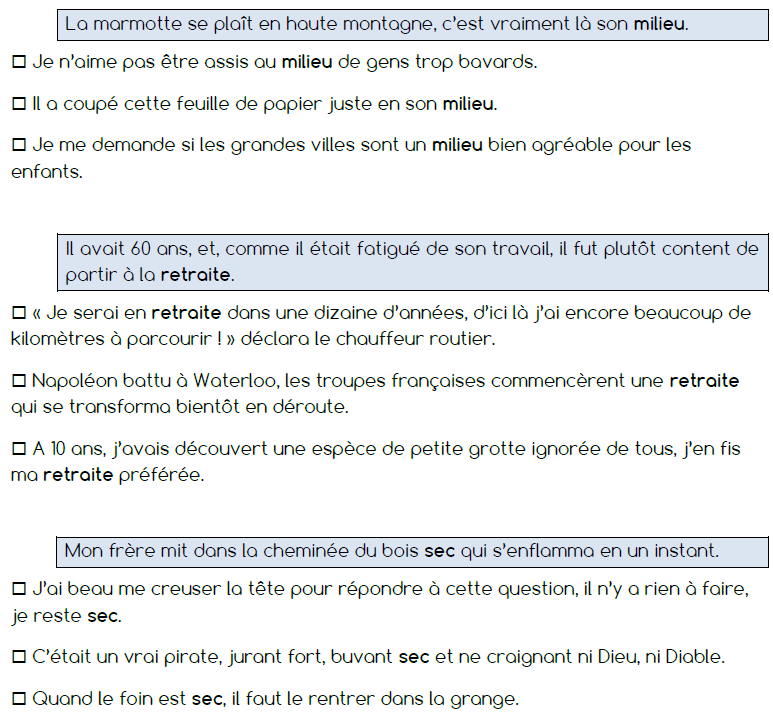 La marmotte se plaît en haute montagne, c'est vraiment là son milieu.
☐ Je n'aime pas être assis au milieu de gens trop bavards.
☐ Il a coupé cette feuille de papier juste en son milieu.
☐ Je me demande si les grandes villes sont un milieu bien agréable pour les
enfants.
Il avait 60 ans, et, comme il était fatigué de son travail, il fut plutôt content de
partir à la retraite.
☐ « Je serai en retraite dans une dizaine d'années, d'ici là j'ai encore beaucoup de
kilomètres à parcourir ! » déclara le chauffeur routier.
☐ Napoléon battu à Waterloo, les troupes françaises commencèrent une retraite
qui se transforma bientôt en déroute.
☐ A 10 ans, j'avais découvert une espèce de petite grotte ignorée de tous, j'en fis
ma retraite préférée.
Mon frère mit dans la cheminée du bois sec qui s'enflamma en un instant.
☐ J'ai beau me creuser la tête pour répondre à cette question, il n'y a rien à faire,
je reste sec.
☐ C'était un vrai pirate, jurant fort, buvant sec et ne craignant ni Dieu, ni Diable.
☐ Quand le foin est sec, il faut le rentrer dans la grange.